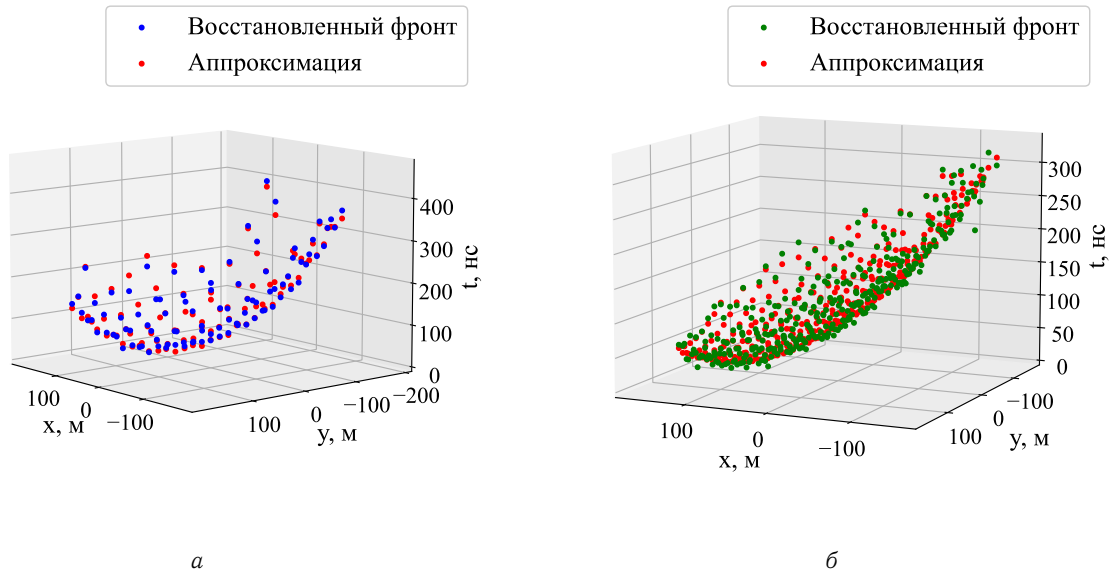 Восстановленный фронт
Аппроксимация
400
300
200
100
0
t, нс
100
0
−100
x, м
100
0
−100
−200
y, м
а
Восстановленный фронт
Аппроксимация
300
250
200
150
100
50
0
t, нс
100
0
−100
x, м
100
0
−100
y, м
б